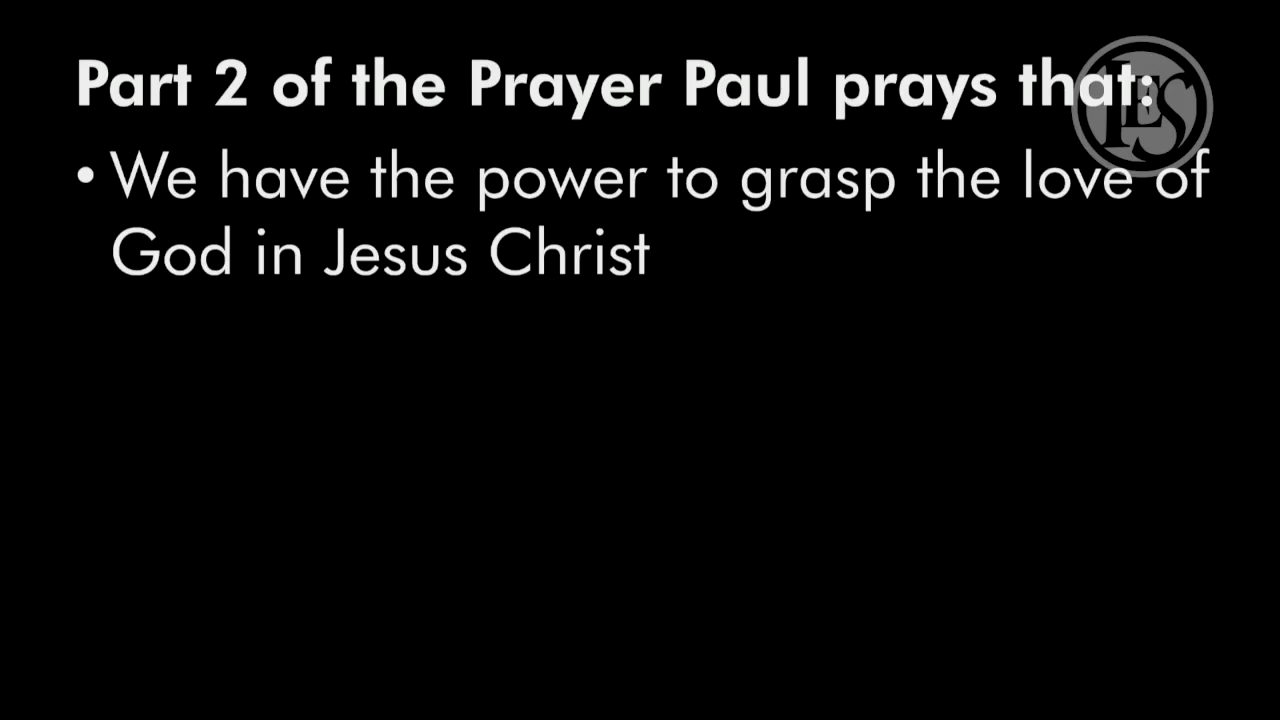 Part 2 of the Prayer Paul prays that:
• We have the power to grasp the love of
God in Jesus Christ
LES